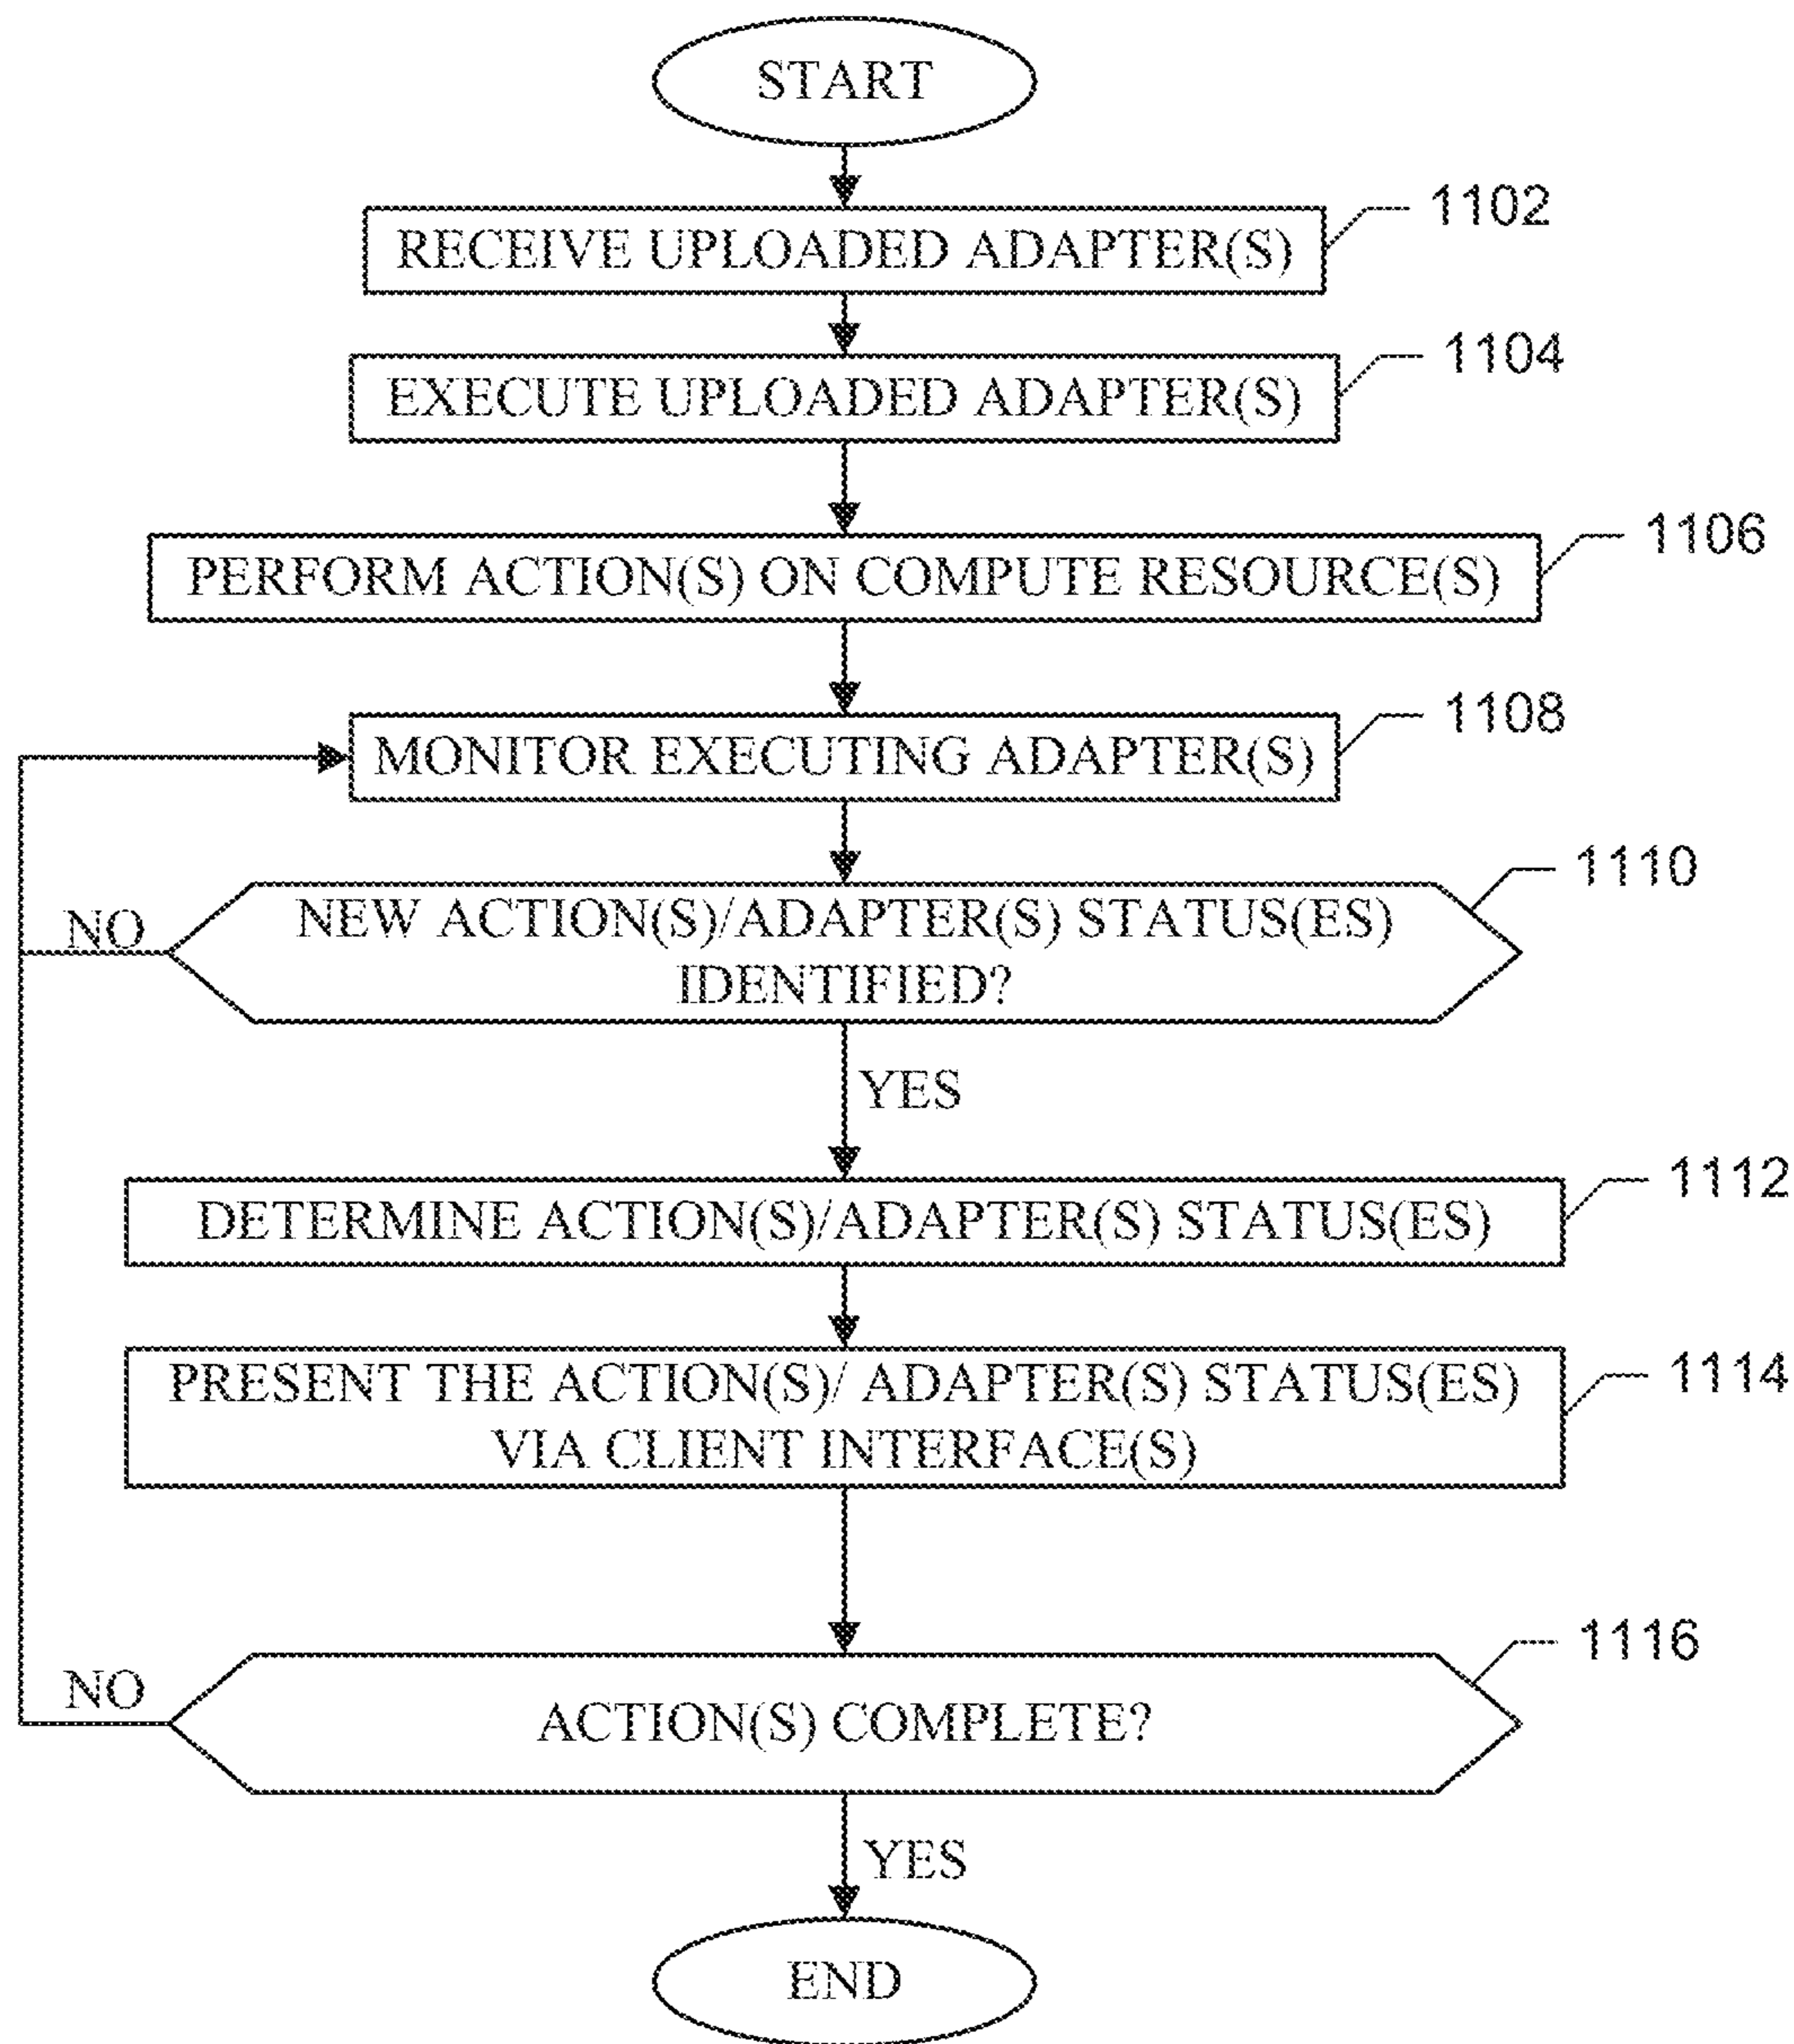 START
1102
RECEIVE UPLOADED ADAPTER(S)
1104
EXECUTE UPLOADED ADAPTER(S)
1106
PERFORM ACTION(S) ON COMPUTE RESOURCE(S)
1108
MONITOR EXECUTING ADAPTER(S)
1110
NO
NEW ACTION(S)/ADAPTER(S) STATUS(ES)
IDENTIFIED?
YES
1112
DETERMINE ACTION(S)/ADAPTER(S) STATUS(ES)
1114
PRESENT THE ACTION(S)/ ADAPTER(S) STATUS(ES)
VIA CLIENT INTERFACE(S)
1116
NO
ACTION(S) COMPLETE?
YES
END